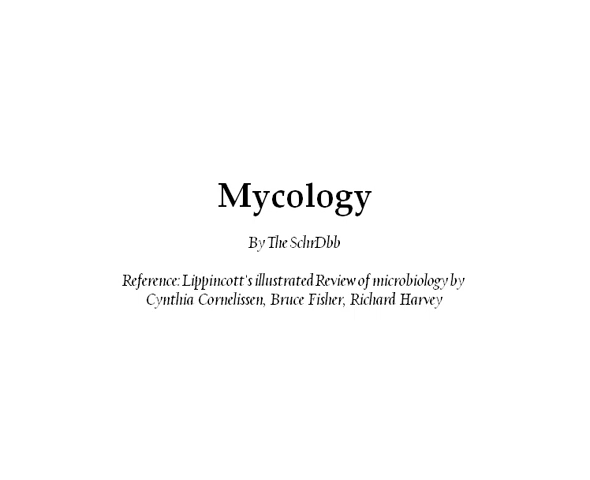 Mycology
By The SchrDbb
Reference: Lippincott's illustrated Review of microbiology by
Cynthia Cornelissen, Bruce Fisher, Richard Harvey